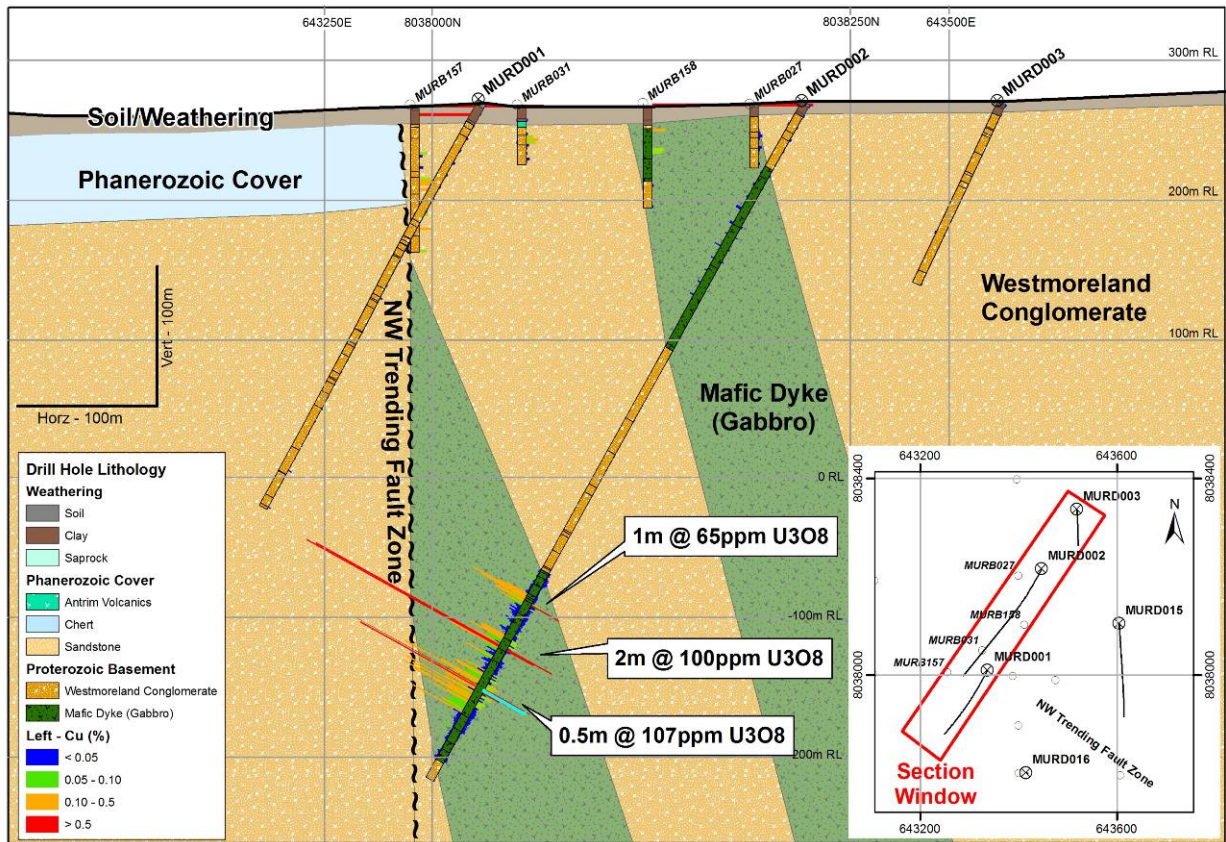 643250E
8038000N
8038250N
643500E
300m RL
MURB157
MURD001
MURB031
MURB158
MURB027
MURD002
MURD003
Soil/Weathering
Phanerozoic Cover
200m RL
Westmoreland
Conglomerate
Vert - 100m
Horz - 100m
NW Trending Fault Zone
100m RL
Mafic Dyke
(Gabbro)
0 RL
1m @ 65ppm U3O8
-100m RL
2m @ 100ppm U3O8
0.5m @ 107ppm U3O8
200m RL
Drill Hole Lithology
Weathering
Soil
Clay
Saprock
Phanerozoic Cover
Antrim Volcanics
Chert
Sandstone
Proterozoic Basement
Westmoreland Conglomerate
Mafic Dyke (Gabbro)
Left - Cu (%)
< 0.05
0.05 - 0.10
0.10 - 0.5
> 0.5
643200
643600
8038400
8038400
N
MURD003
MURD002
MURB027
MURB158
MURD015
MURB031
MURD001
MURB157
8038000
8038000
NW Trending Fault Zone
MURD016
Section
Window
643200
643600